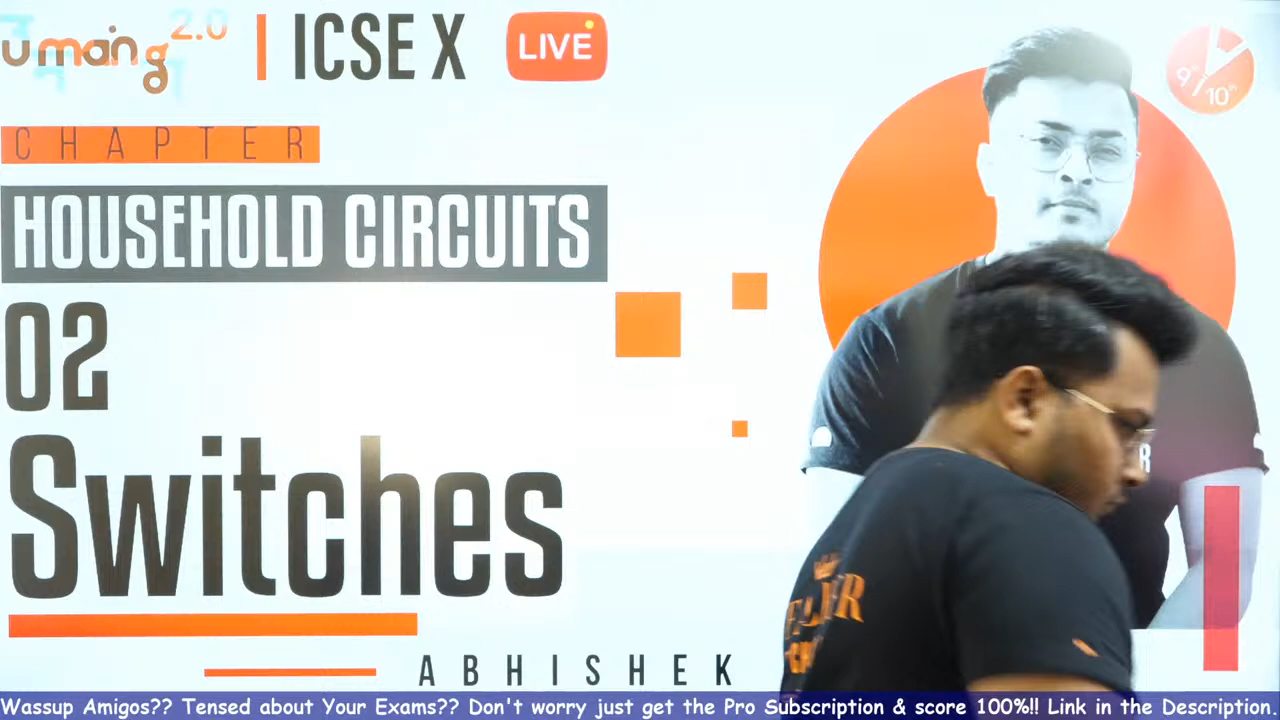 umang 2.0 | ICSE X LIVE
9th/10th
CHAPTER
HOUSEHOLD CIRCUITS
02
Switches
ABHISHEK
Wassup Amigos?? Tensed about Your Exams?? Don't worry just get the Pro Subscription & score 100%!! Link in the Description.